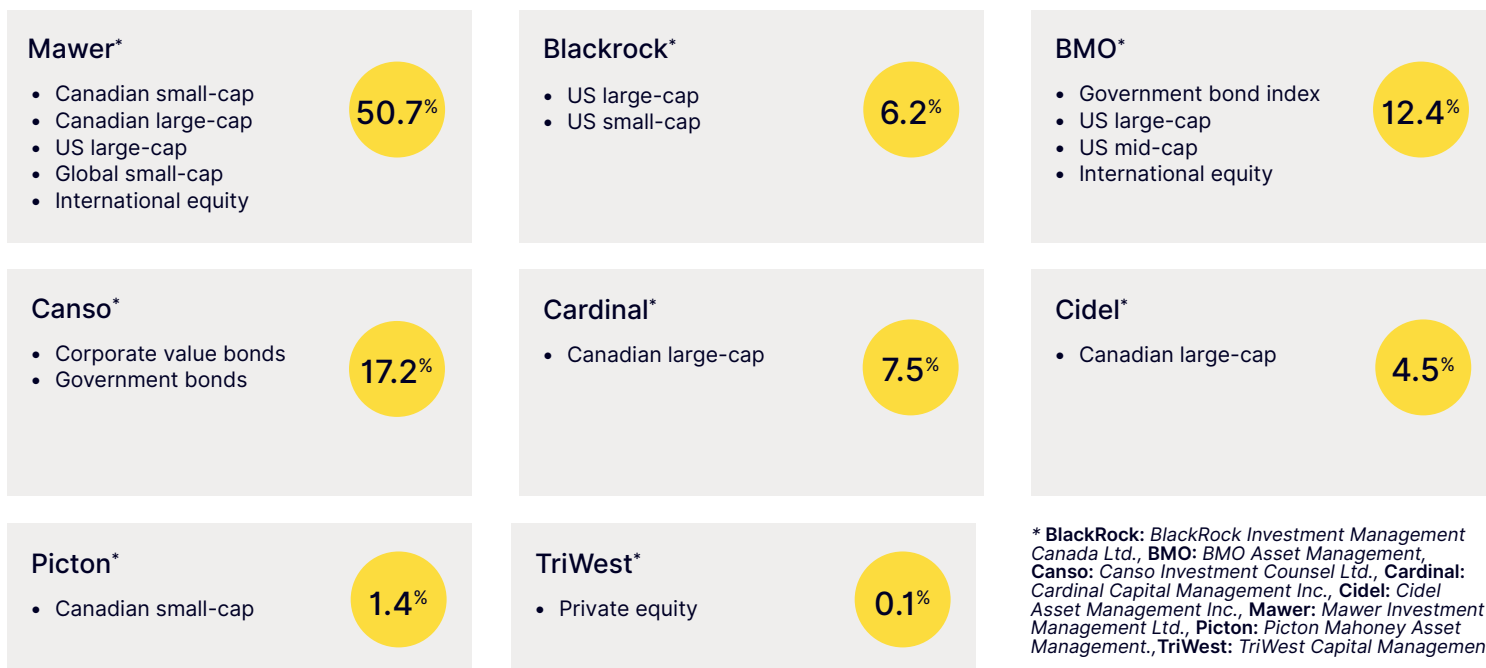 Mawer*
• Canadian small-cap
• Canadian large-cap
• US large-cap
• Global small-cap
• International equity
50.7%
Blackrock*
• US large-cap
• US small-cap
6.2%
BMO*
• Government bond index
• US large-cap
• US mid-cap
• International equity
12.4%
Canso*
• Corporate value bonds
• Government bonds
17.2%
Cardinal*
• Canadian large-cap
7.5%
Cidel*
• Canadian large-cap
4.5%
Picton*
• Canadian small-cap
1.4%
TriWest*
• Private equity
0.1%
* BlackRock: BlackRock Investment Management
Canada Ltd., BMO: BMO Asset Management,
Canso: Canso Investment Counsel Ltd., Cardinal:
Cardinal Capital Management Inc., Cidel: Cidel
Asset Management Inc., Mawer: Mawer Investment
Management Ltd., Picton: Picton Mahoney Asset
Management.,TriWest: TriWest Capital Managemen